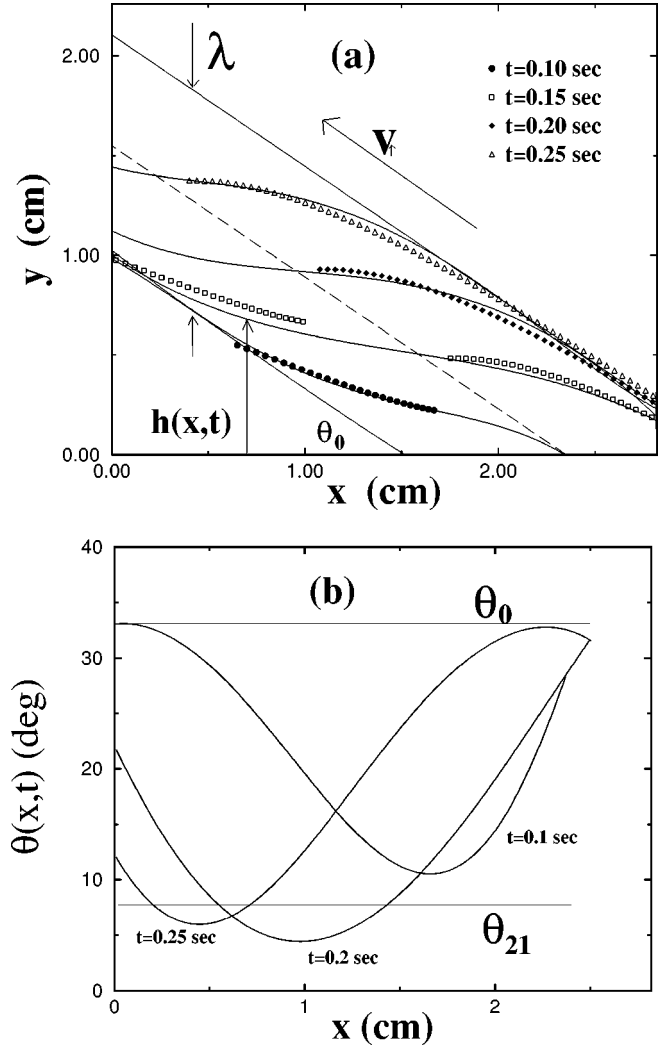 λ
(a)
t=0.10 sec
t=0.15 sec
t=0.20 sec
t=0.25 sec
v↑
2.00
1.00
0.00
y (cm)
h(x,t)
θ0
0.00 1.00 2.00
x (cm)
(b)
θ0
40
30
20
10
0
θ(x,t) (deg)
t=0.1 sec
t=0.25 sec
t=0.2 sec
θ21
0 1 2
x (cm)